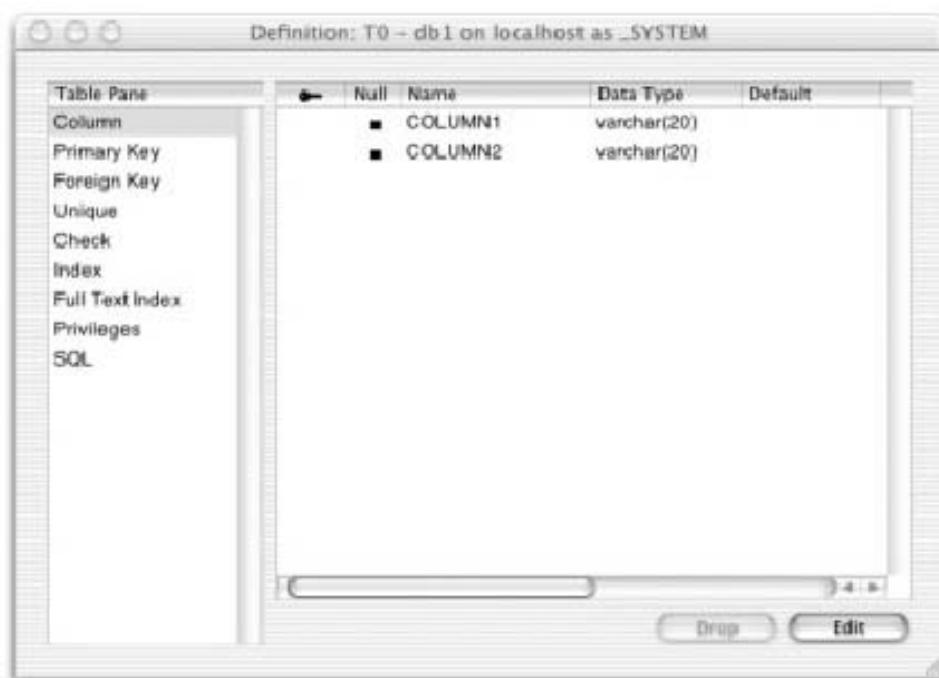 Definition: T0 - db1 on localhost as _SYSTEM
Table Pane
Column
Primary Key
Foreign Key
Unique
Check
Index
Full Text Index
Privileges
SQL
Null Name Data Type Default
COLUMN1 varchar(20)
COLUMN2 varchar(20)
Drop Edit